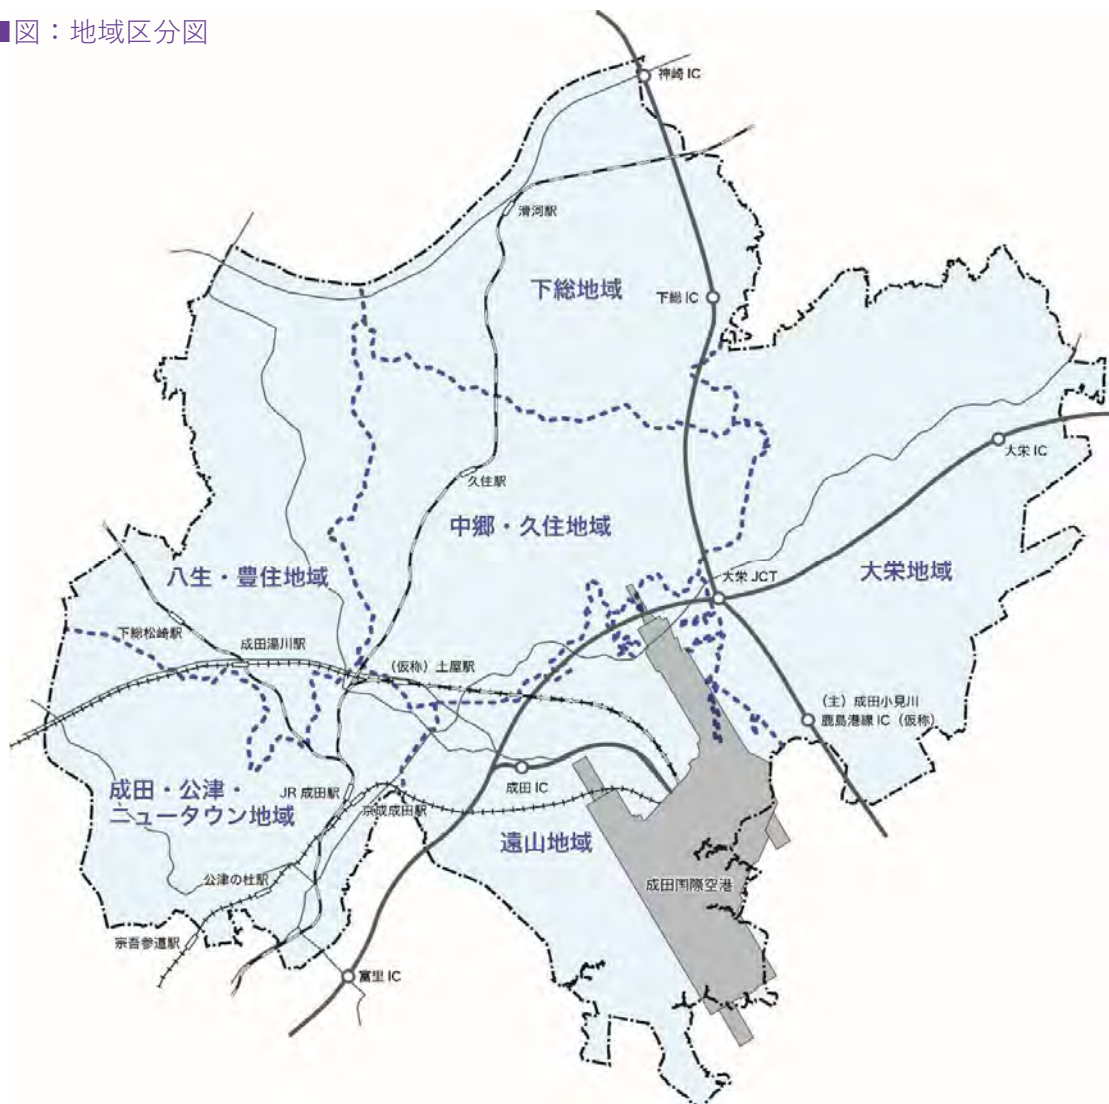 ■図：地域区分図
神崎 IC
滑河駅
下総地域
下総 IC
大栄 IC
久住駅
中郷・久住地域
大栄 JCT
大栄地域
八生・豊住地域
下総松崎駅
成田湯川駅
（仮称）土屋駅
（主）成田小見川
鹿島港線 IC（仮称）
成田 IC
成田・公津・
ニュータウン地域
JR 成田駅
京成成田駅
遠山地域
公津の杜駅
成田国際空港
宗吾参道駅
富里 IC